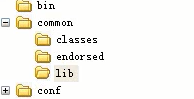 bin
common
classes
endorsed
lib
conf